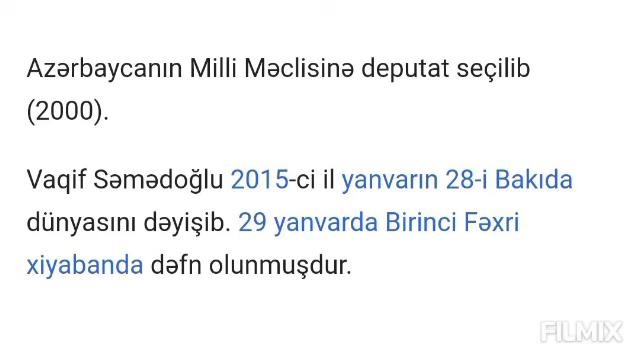 Azərbaycanın Milli Məclisinə deputat seçilib
(2000).
Vaqif Səmədoğlu 2015-ci il yanvarın 28-i Bakıda
dünyasını dəyişib. 29 yanvarda Birinci Fəxri
xiyabanda dəfn olunmuşdur.
FILMIX